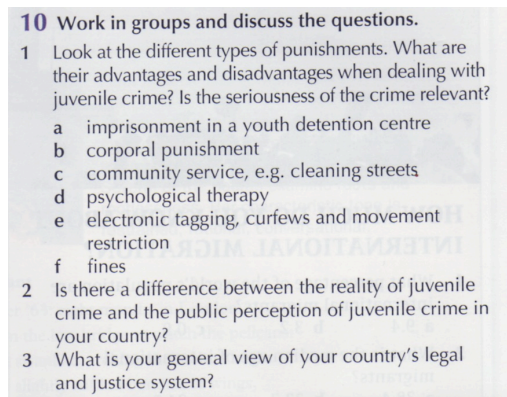 10 Work in groups and discuss the questions.
1 Look at the different types of punishments. What are
their advantages and disadvantages when dealing with
juvenile crime? Is the seriousness of the crime relevant?
a imprisonment in a youth detention centre
b corporal punishment
c community service, e.g. cleaning streets
d psychological therapy
e electronic tagging, curfews and movement
restriction
f fines
2 Is there a difference between the reality of juvenile
crime and the public perception of juvenile crime in
your country?
3 What is your general view of your country's legal
and justice system?